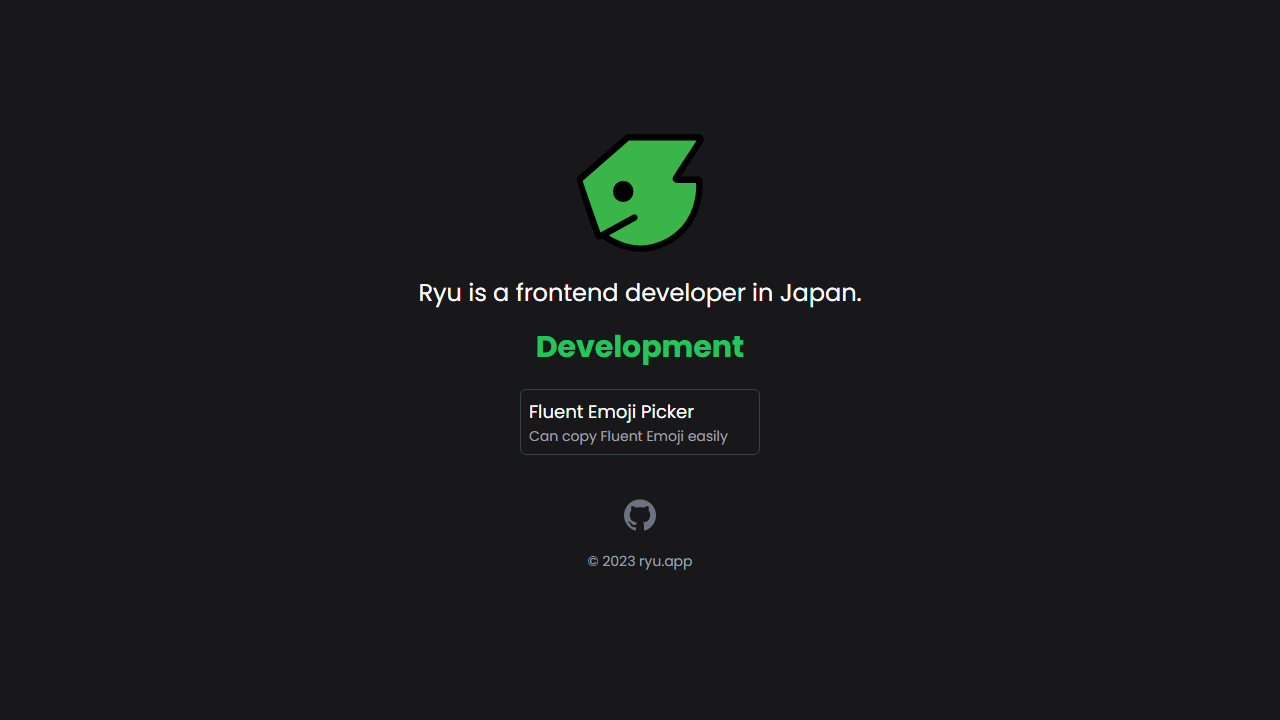 Ryu is a frontend developer in Japan.
Development
Fluent Emoji Picker
Can copy Fluent Emoji easily
© 2023 ryu.app